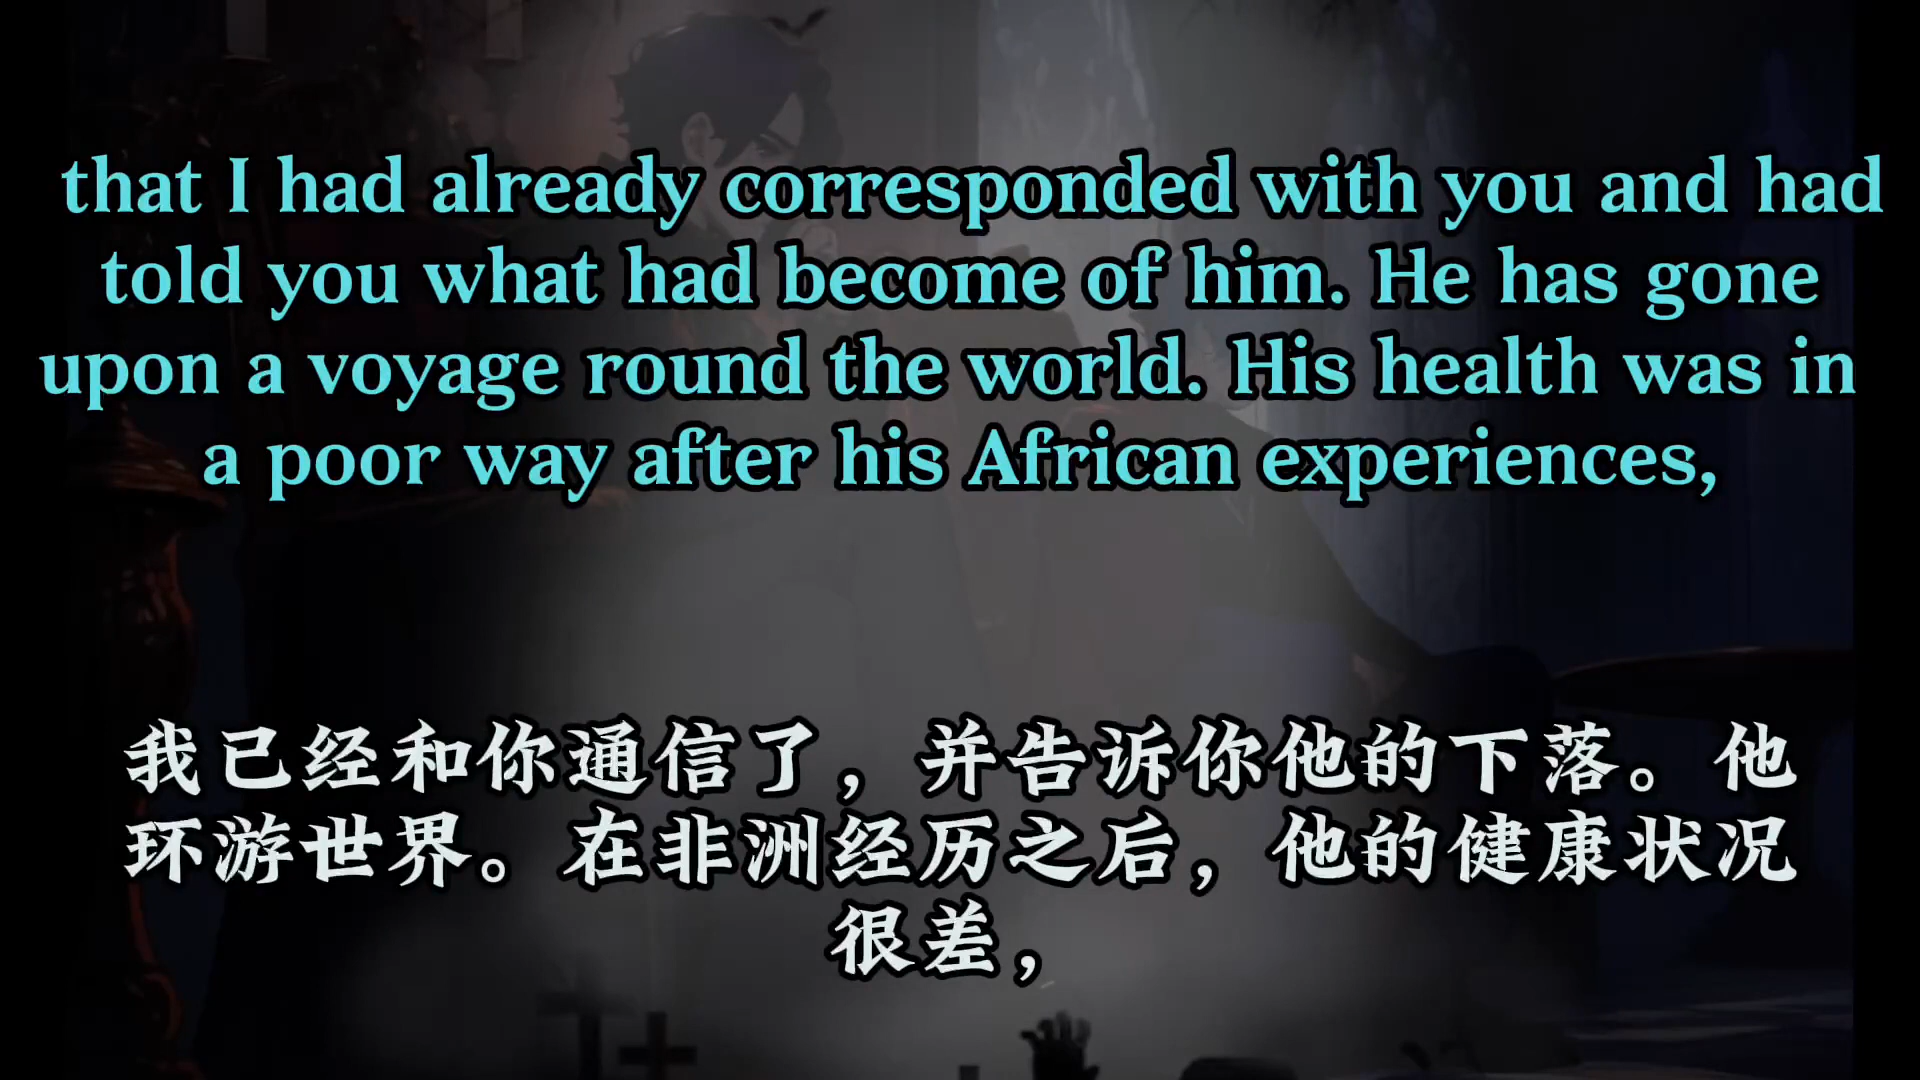 that I had already corresponded with you and had
told you what had become of him. He has gone
upon a voyage round the world. His health was in
a poor way after his African experiences,
我已经和你通信了，并告诉你他的下落。他
环游世界。在非洲经历之后，他的健康状况
很差，